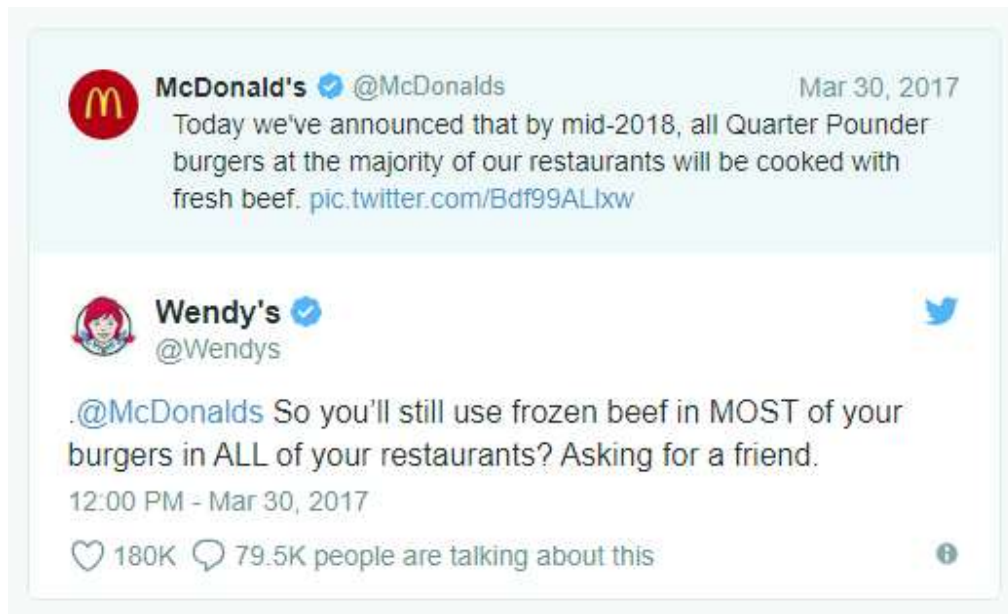 McDonald's @McDonalds Mar 30, 2017
Today we've announced that by mid-2018, all Quarter Pounder
burgers at the majority of our restaurants will be cooked with
fresh beef. pic.twitter.com/Bdf99ALlxw
Wendy's
@Wendys
.@McDonalds So you’ll still use frozen beef in MOST of your
burgers in ALL of your restaurants? Asking for a friend.
12:00 PM - Mar 30, 2017
180K 79.5K people are talking about this